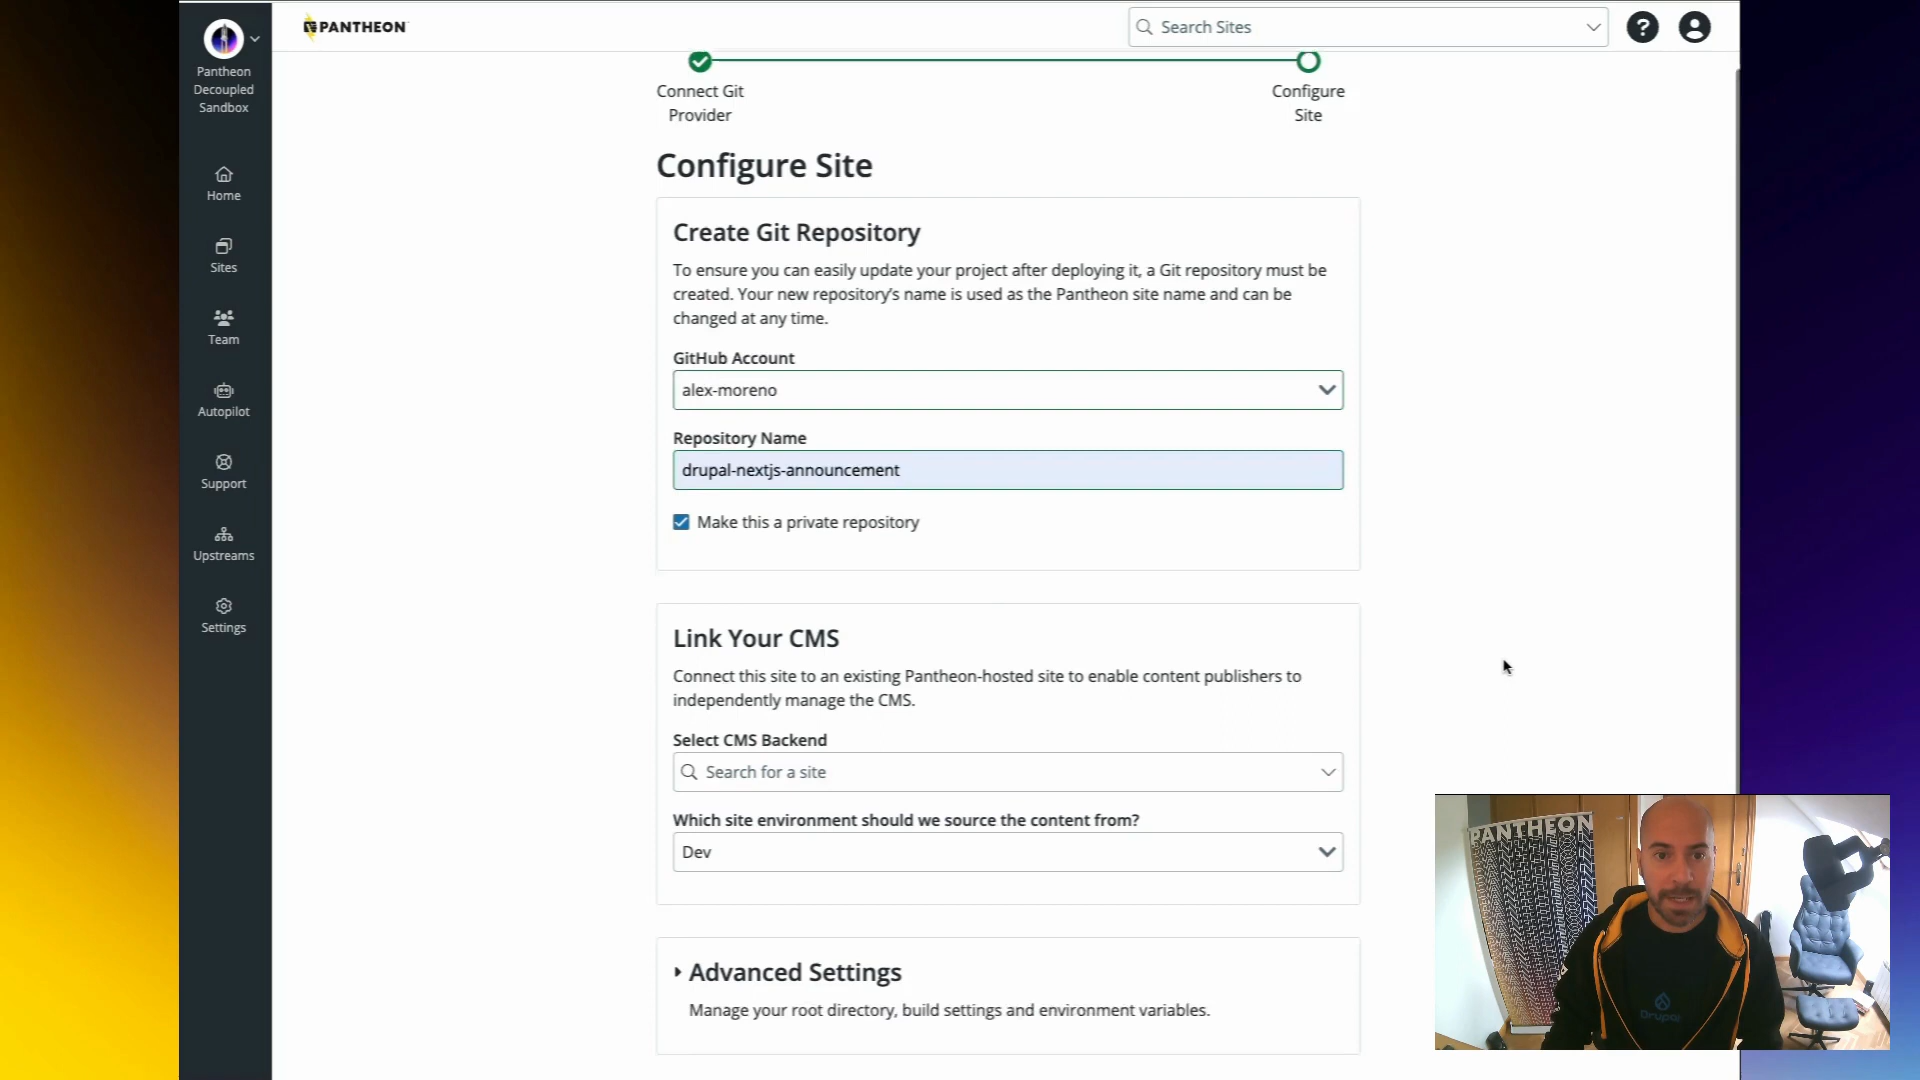 PANTHEON
Search Sites
?
Pantheon
Decoupled
Sandbox
Home
Sites
Team
Autopilot
Support
Upstreams
Settings
Connect Git
Provider
Configure
Site
Configure Site
Create Git Repository
To ensure you can easily update your project after deploying it, a Git repository must be
created. Your new repository's name is used as the Pantheon site name and can be
changed at any time.
GitHub Account
alex-moreno
Repository Name
drupal-nextjs-announcement
Make this a private repository
Link Your CMS
Connect this site to an existing Pantheon-hosted site to enable content publishers to
independently manage the CMS.
Select CMS Backend
Search for a site
Which site environment should we source the content from?
Dev
Advanced Settings
Manage your root directory, build settings and environment variables.
PANTHEON
Drupal